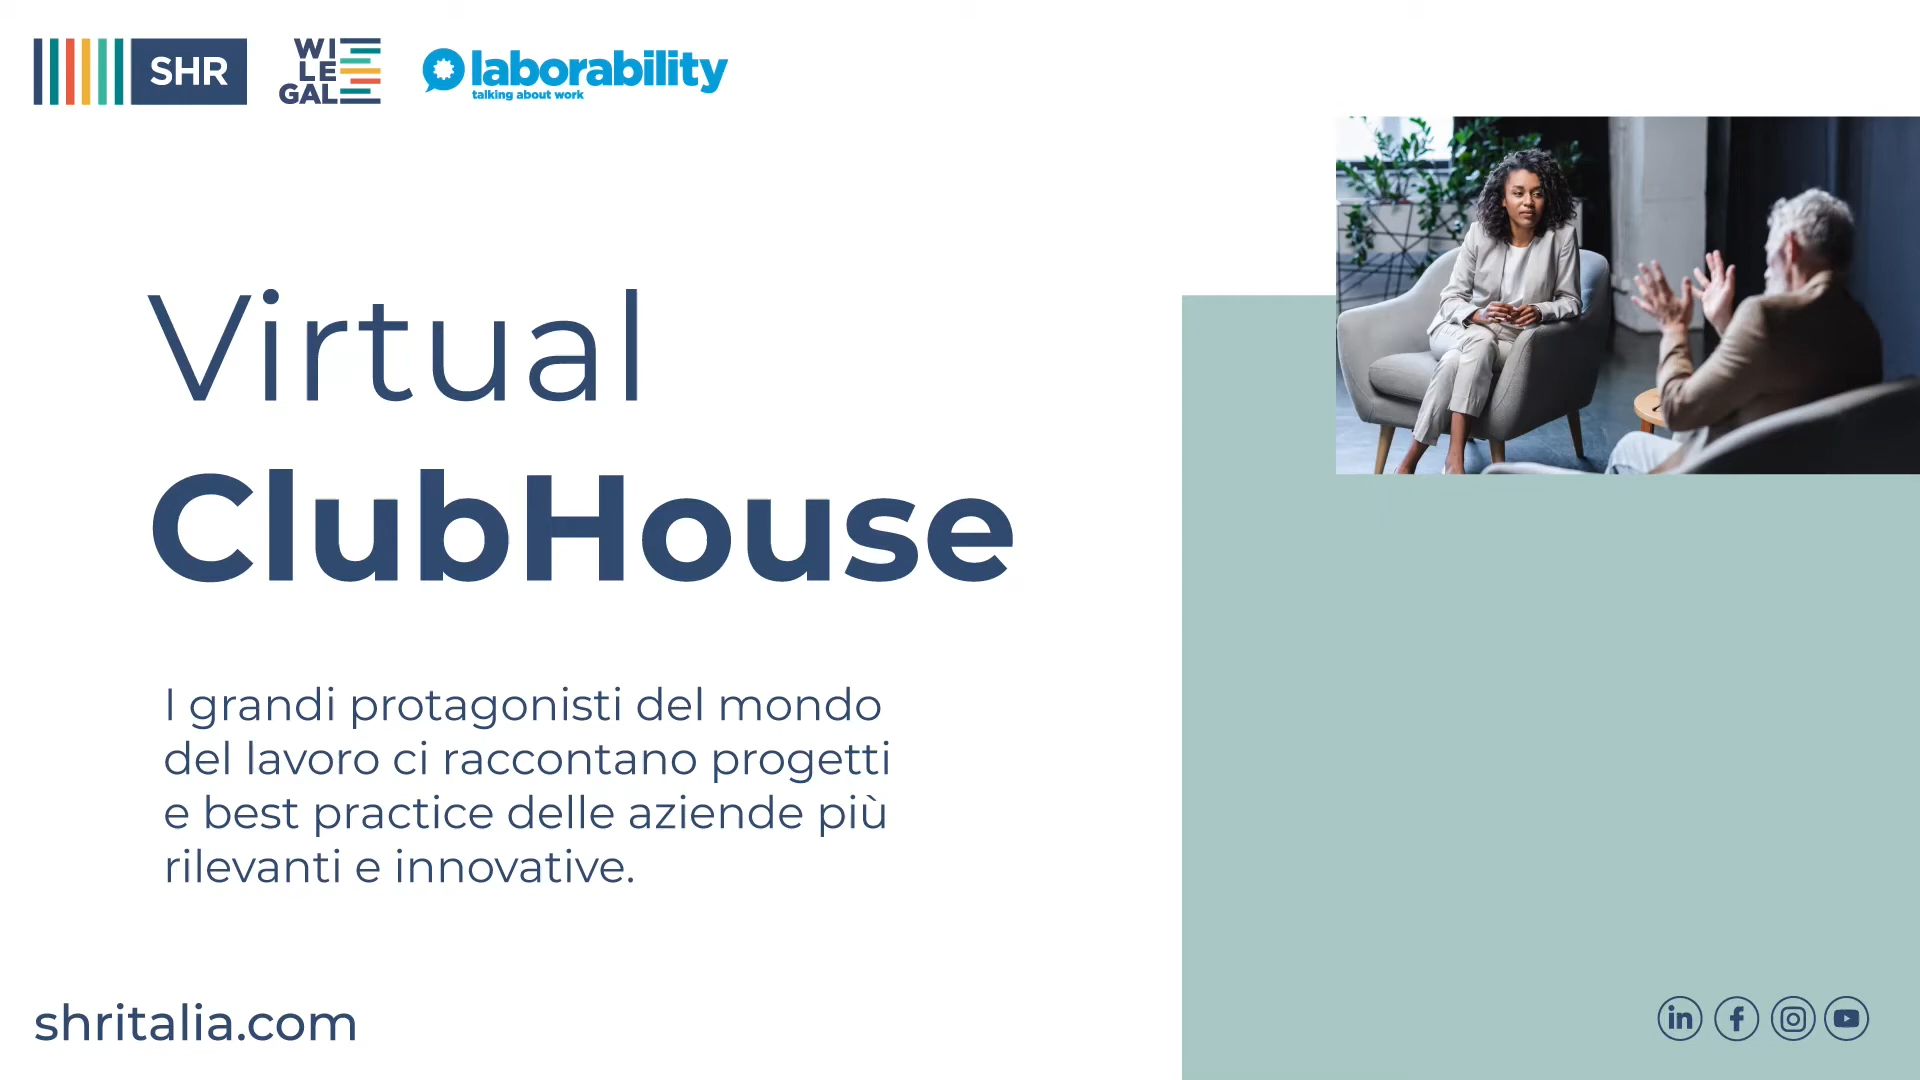 SHR
WI
LE
GAL
laborability
talking about work
Virtual
ClubHouse
I grandi protagonisti del mondo
del lavoro ci raccontano progetti
e best practice delle aziende più
rilevanti e innovative.
shritalia.com
in
f